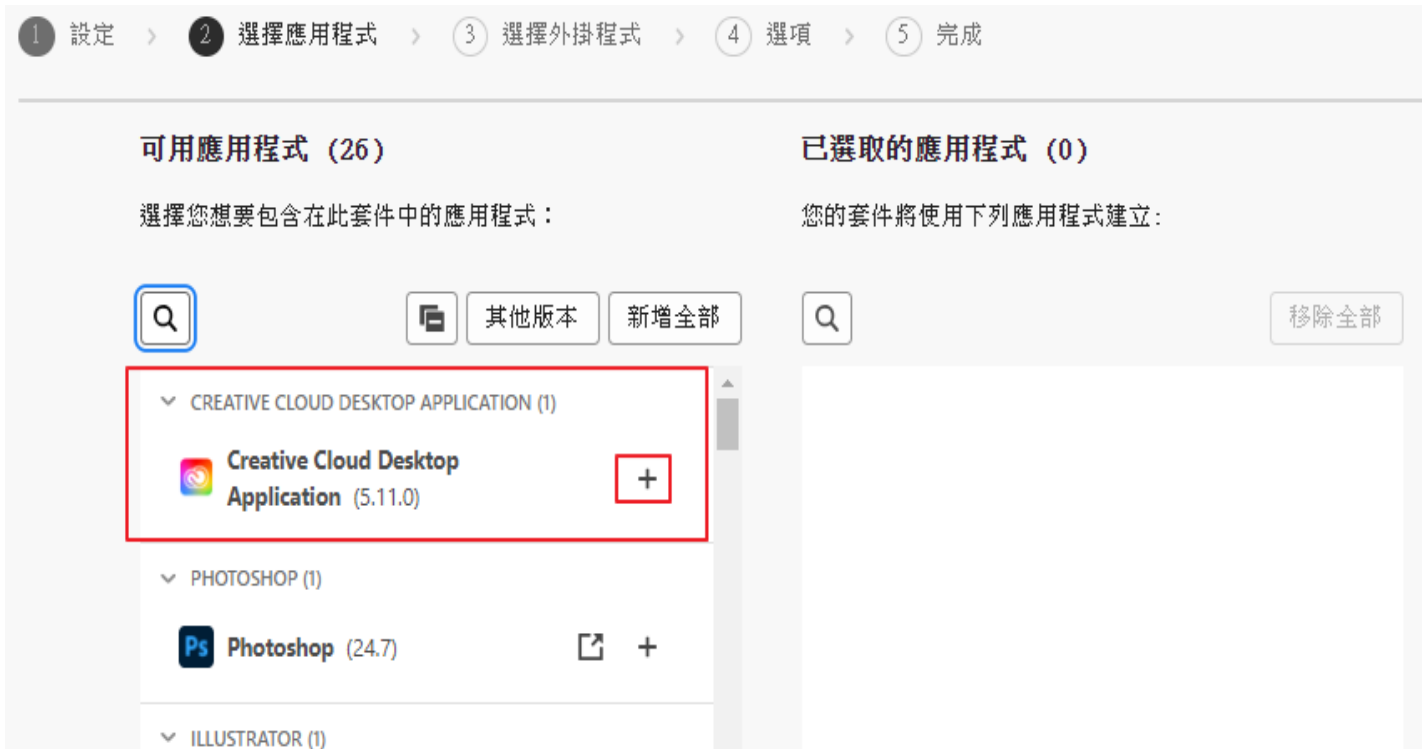 1 設定 > 2 選擇應用程式 > 3 選擇外掛程式 > 4 選項 > 5 完成
可用應用程式 (26)
選擇您想要包含在此套件中的應用程式：
其他版本 新增全部
CREATIVE CLOUD DESKTOP APPLICATION (1)
Creative Cloud Desktop
Application (5.11.0)
PHOTOSHOP (1)
Ps Photoshop (24.7)
ILLUSTRATOR (1)
已選取的應用程式 (0)
您的套件將使用下列應用程式建立:
移除全部